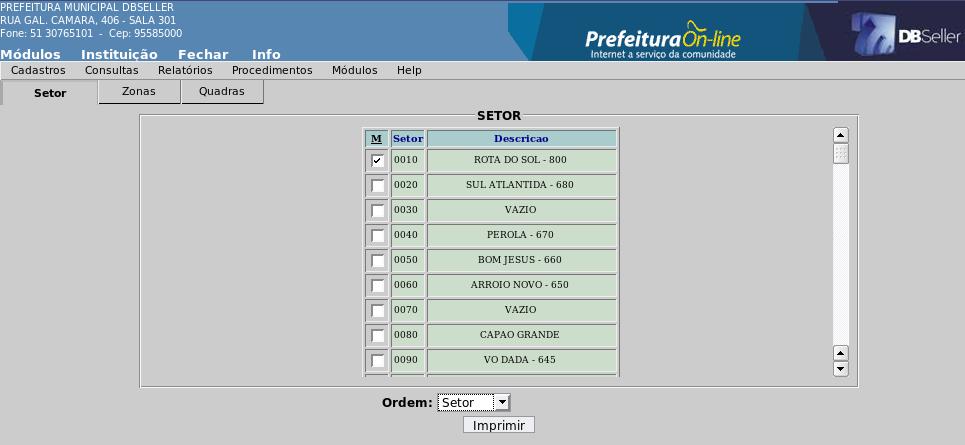 PREFEITURA MUNICIPAL DBSELLER
RUA GAL. CAMARA, 406 - SALA 301
Fone: 51 30765101 - Cep: 95585000
Prefeitura On-line
Internet a serviço da comunidade
DBSeller
Módulos Instituição Fechar Info
Cadastros Consultas Relatórios Procedimentos Módulos Help
Setor Zonas Quadras
SETOR
M Setor Descricao
0010 ROTA DO SOL - 800
0020 SUL ATLANTIDA - 680
0030 VAZIO
0040 PEROLA - 670
0050 BOM JESUS - 660
0060 ARROIO NOVO - 650
0070 VAZIO
0080 CAPAO GRANDE
0090 VO DADA - 645
Ordem: Setor
Imprimir